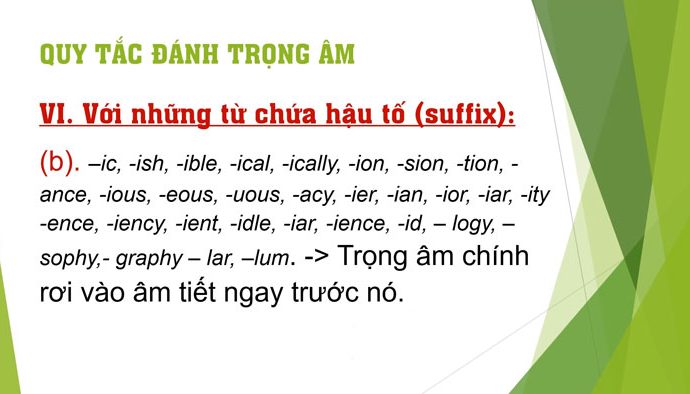 QUY TẮC ĐÁNH TRỌNG ÂM
VI. Với những từ chứa hậu tố (suffix):
(b). –ic, -ish, -ible, -ical, -ically, -ion, -sion, -tion, -
ance, -ious, -eous, -uous, -acy, -ier, -ian, -ior, -iar, -ity
-ence, -iency, -ient, -idle, -iar, -ience, -id, – logy, –
sophy,- graphy – lar, –lum. -> Trọng âm chính
rơi vào âm tiết ngay trước nó.